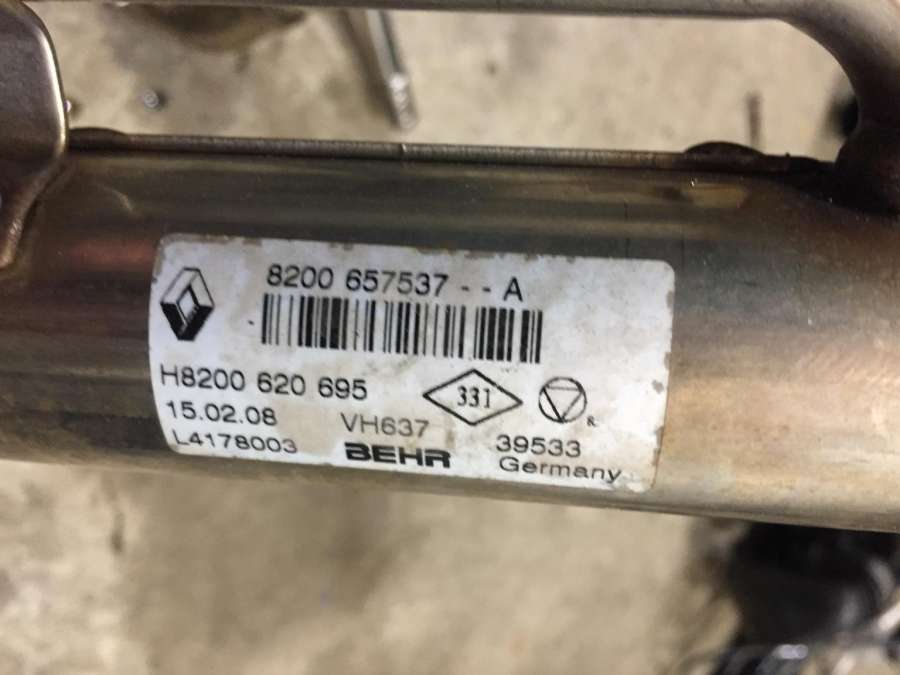 8200 657537 - - A
H8200 620 695
331
15.02.08
VH637
39533
L4178003
BEHR
Germany